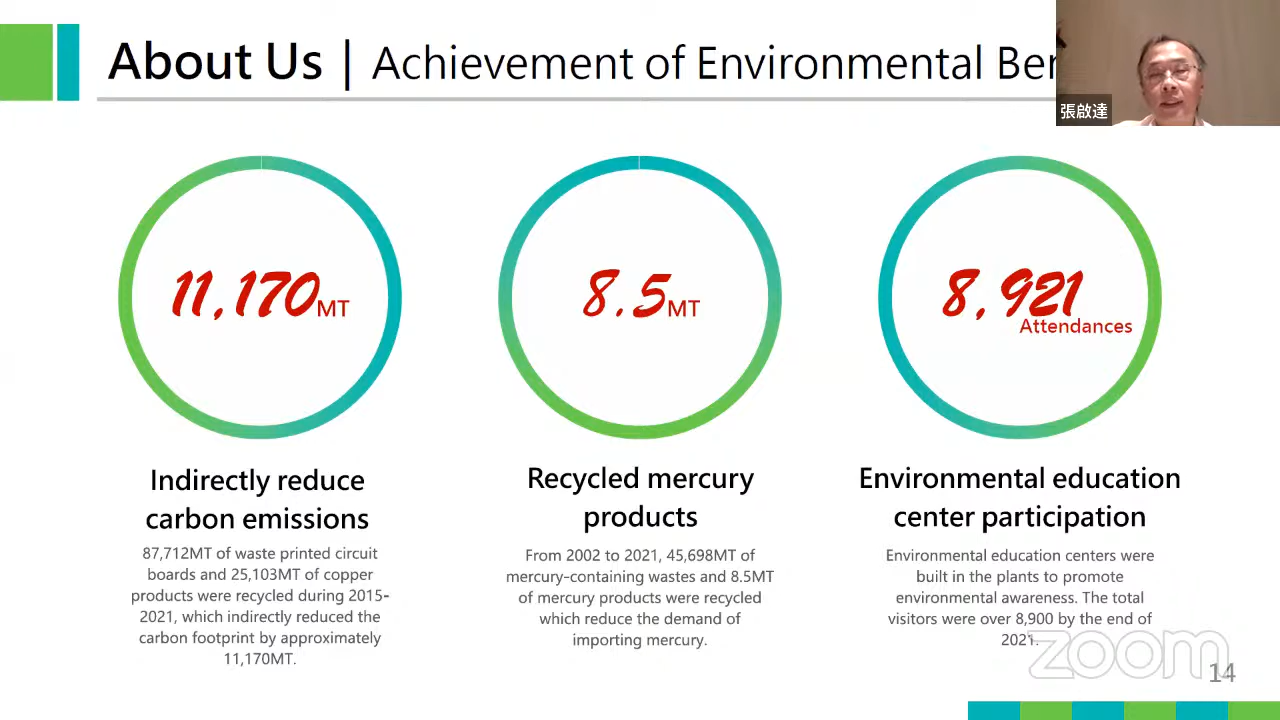 About Us | Achievement of Environmental
張啟達
11,170MT
8.5MT
8,921
Attendances
Indirectly reduce
carbon emissions
87,712MT of waste printed circuit
boards and 25,103MT of copper
products were recycled during 2015-
2021, which indirectly reduced the
carbon footprint by approximately
11,170MT.
Recycled mercury
products
From 2002 to 2021, 45,698MT of
mercury-containing wastes and 8.5MT
of mercury products were recycled
which reduce the demand of
importing mercury.
Environmental education
center participation
Environmental education centers were
built in the plants to promote
environmental awareness. The total
visitors were over 8,900 by the end of
2021.
zoom
14